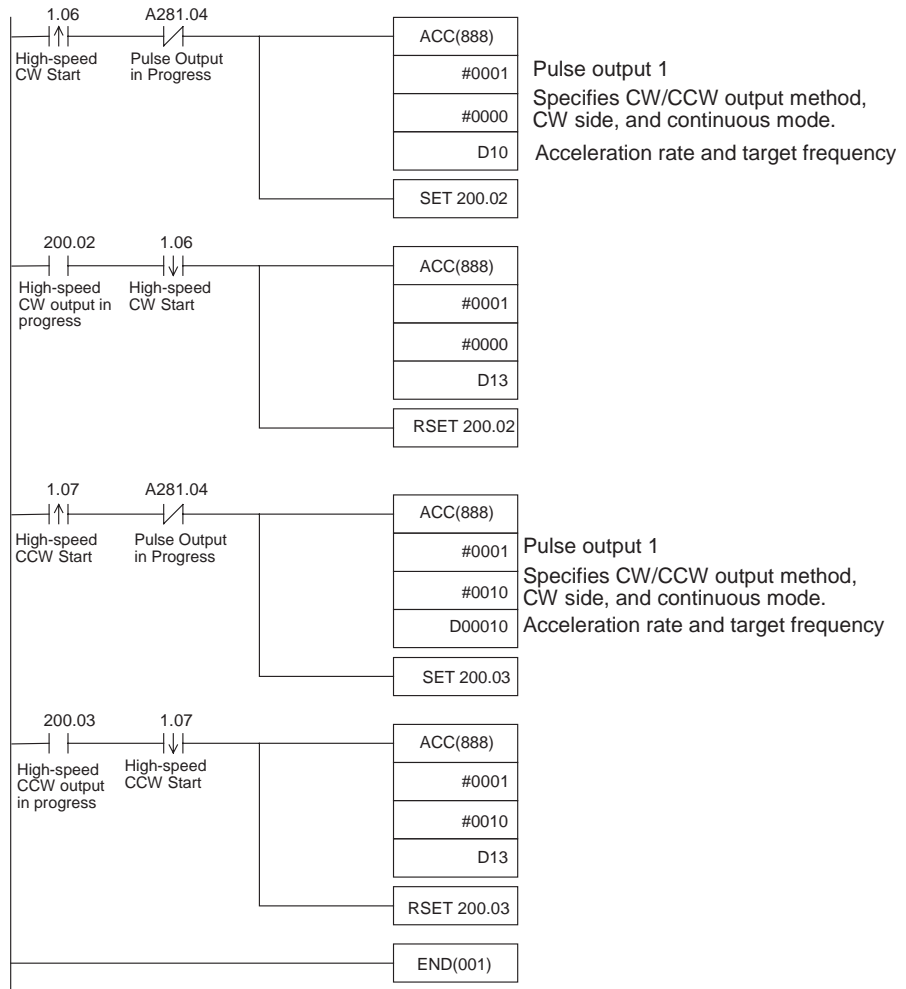 1.06 A281.04
High-speed
CW Start
Pulse Output
in Progress
ACC(888)
#0001
Pulse output 1
#0000
Specifies CW/CCW output method,
CW side, and continuous mode.
D10
Acceleration rate and target frequency
SET 200.02
200.02 1.06
High-speed
CW output in
progress
High-speed
CW Start
ACC(888)
#0001
#0000
D13
RSET 200.02
1.07 A281.04
High-speed
CCW Start
Pulse Output
in Progress
ACC(888)
#0001
Pulse output 1
#0010
Specifies CW/CCW output method,
CW side, and continuous mode.
D00010
Acceleration rate and target frequency
SET 200.03
200.03 1.07
High-speed
CCW output
in progress
High-speed
CCW Start
ACC(888)
#0001
#0010
D13
RSET 200.03
END(001)